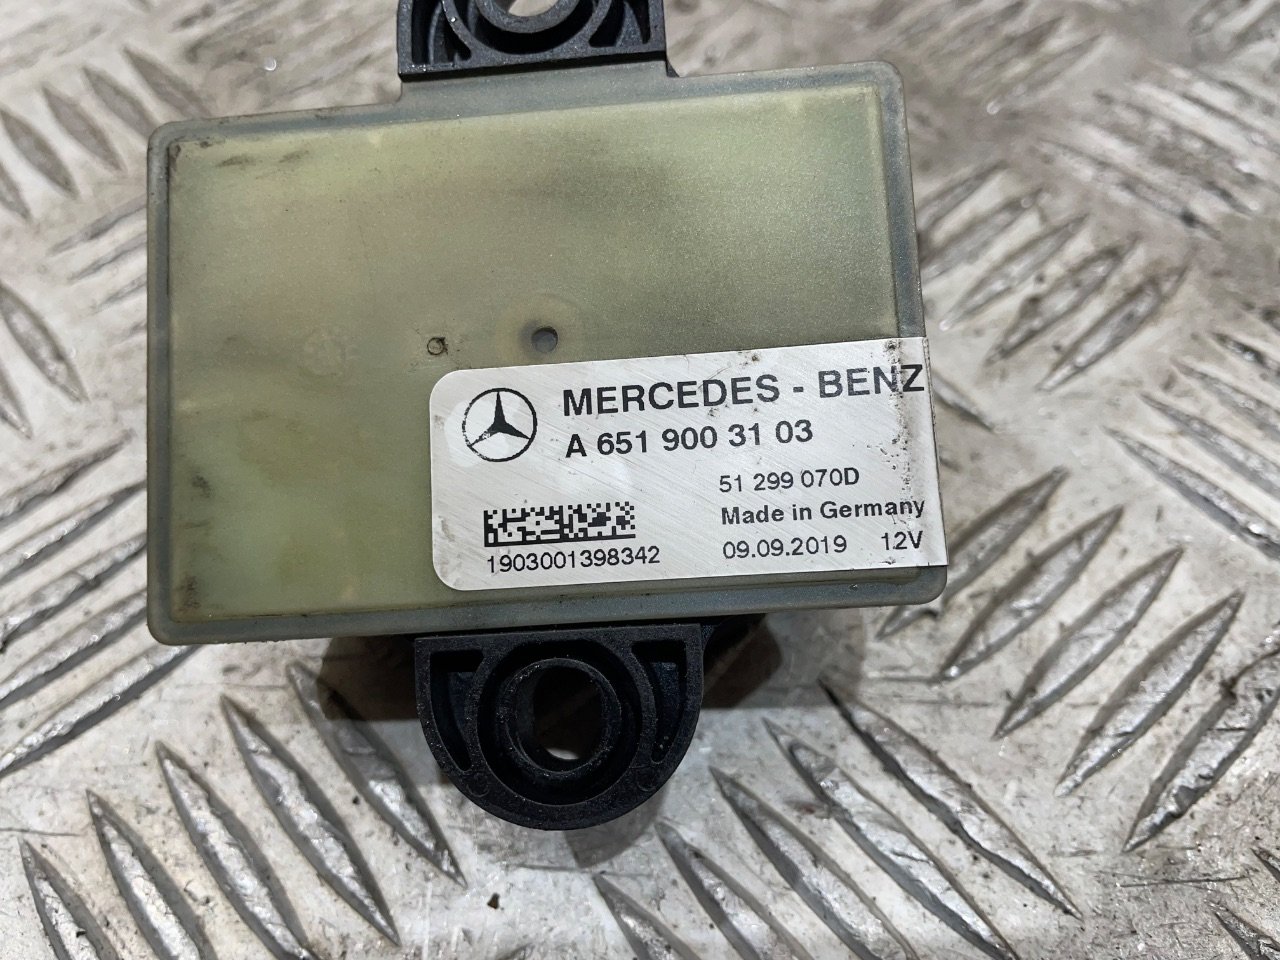 MERCEDES - BENZ
A 651 900 31 03
51 299 070D
Made in Germany
1903001398342
09.09.2019 12V